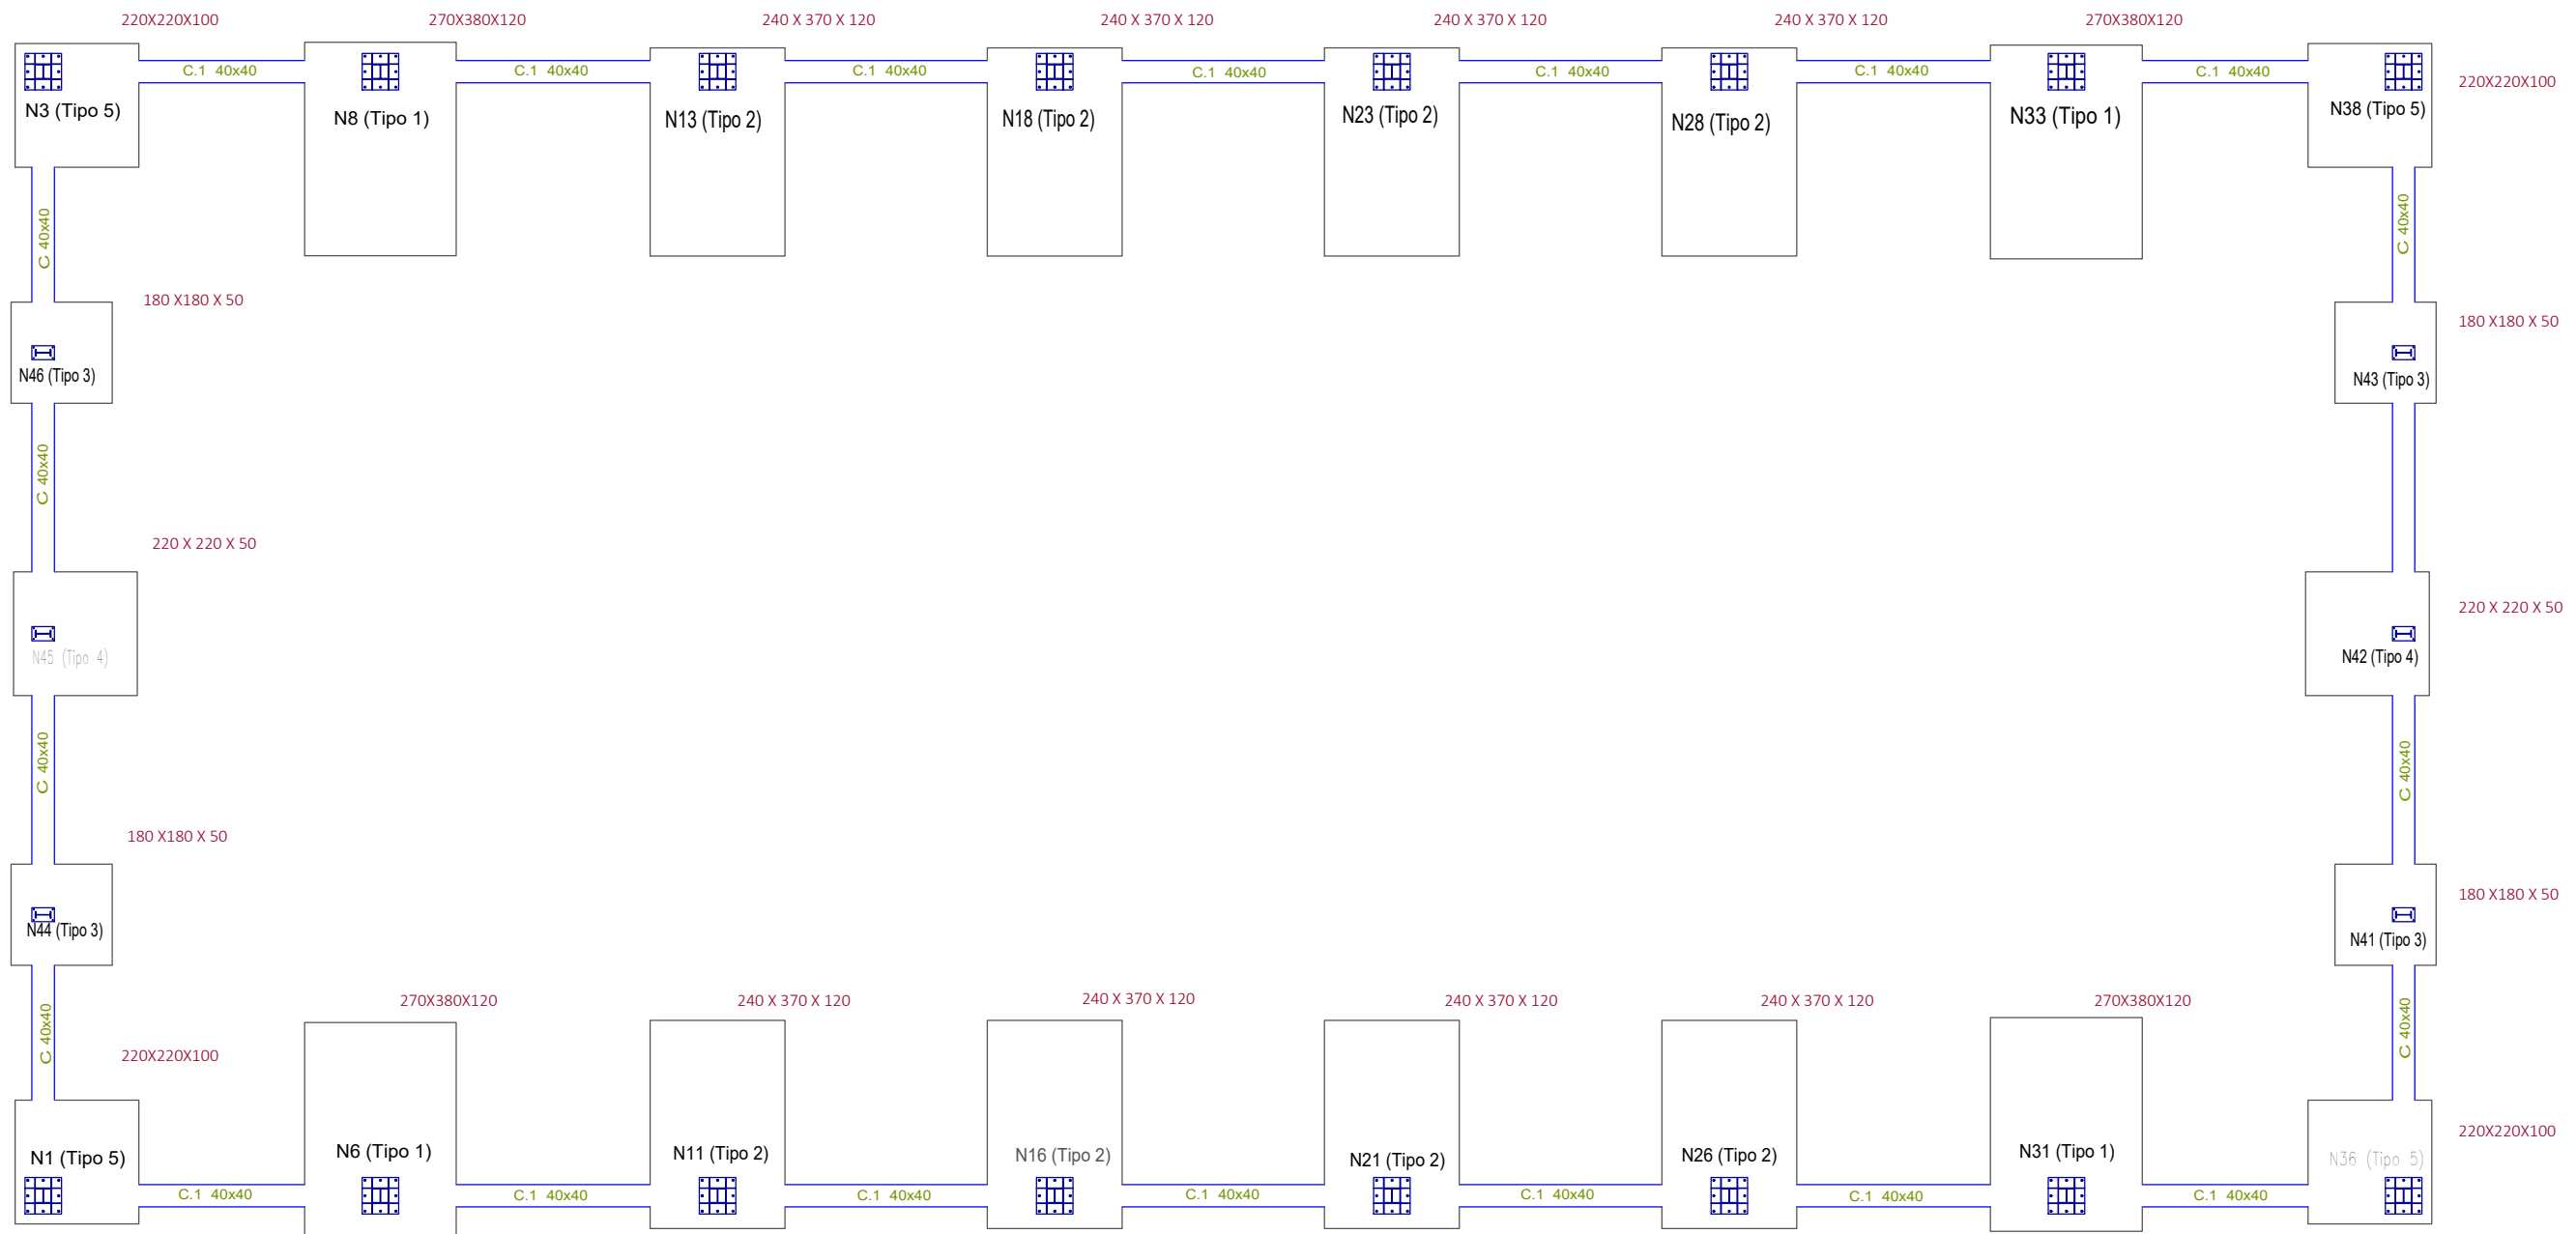 220X220X100
270X380X120
240 X 370 X 120
240 X 370 X 120
240 X 370 X 120
240 X 370 X 120
270X380X120
C.1 40x40
C.1 40x40
C.1 40x40
C.1 40x40
C.1 40x40
C.1 40x40
C.1 40x40
220X220X100
N3 (Tipo 5)
N8 (Tipo 1)
N13 (Tipo 2)
N18 (Tipo 2)
N23 (Tipo 2)
N28 (Tipo 2)
N33 (Tipo 1)
N38 (Tipo 5)
C 40x40
C 40x40
180 X180 X 50
180 X180 X 50
N46 (Tipo 3)
N43 (Tipo 3)
C 40x40
220 X 220 X 50
220 X 220 X 50
N45 (Tipo 4)
N42 (Tipo 4)
C 40x40
C 40x40
180 X180 X 50
180 X180 X 50
N44 (Tipo 3)
N41 (Tipo 3)
270X380X120
240 X 370 X 120
240 X 370 X 120
240 X 370 X 120
240 X 370 X 120
270X380X120
C 40x40
C 40x40
220X220X100
220X220X100
N1 (Tipo 5)
N6 (Tipo 1)
N11 (Tipo 2)
N16 (Tipo 2)
N21 (Tipo 2)
N26 (Tipo 2)
N31 (Tipo 1)
N36 (Tipo 5)
C.1 40x40
C.1 40x40
C.1 40x40
C.1 40x40
C.1 40x40
C.1 40x40
C.1 40x40